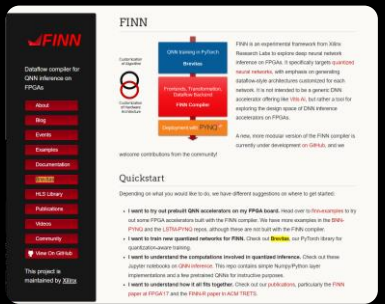 FINN
Dataflow compiler for
QNN inference on
FPGAs
About
Blog
Events
Examples
Documentation
Brevitas
HLS Library
Publications
Videos
Community
View On GitHub
This project is
maintained by Xilinx
FINN
Customization
of Algorithm
Customization
of Hardware
Architecture
QNN training in PyTorch
Brevitas
Frontends, Transformation,
Dataflow Backend
FINN Compiler
Deployment with PYNQ
FINN is an experimental framework from Xilinx
Research Labs to explore deep neural network
inference on FPGAs. It specifically targets quantized
neural networks, with emphasis on generating
dataflow-style architectures customized for each
network. It is not intended to be a generic DNN
accelerator offering like Vitis AI, but rather a tool for
exploring the design space of DNN inference
accelerators on FPGAs.
A new, more modular version of the FINN compiler is
currently under development on GitHub, and we
welcome contributions from the community!
Quickstart
Depending on what you would like to do, we have different suggestions on where to get started:
• I want to try out prebuilt QNN accelerators on my FPGA board. Head over to finn-examples to try
out some FPGA accelerators built with the FINN compiler. We have more examples in the BNN-
PYNQ and the LSTM-PYNQ repos, although these are not built with the FINN compiler.
• I want to train new quantized networks for FINN. Check out Brevitas, our PyTorch library for
quantization-aware training.
• I want to understand the computations involved in quantized inference. Check out these
Jupyter notebooks on QNN inference. This repo contains simple Numpy-Python layer
implementations and a few pretrained QNNs for instructive purposes.
• I want to understand how it all fits together. Check out our publications, particularly the FINN
paper at FPGA'17 and the FINN-R paper in ACM TRETS.